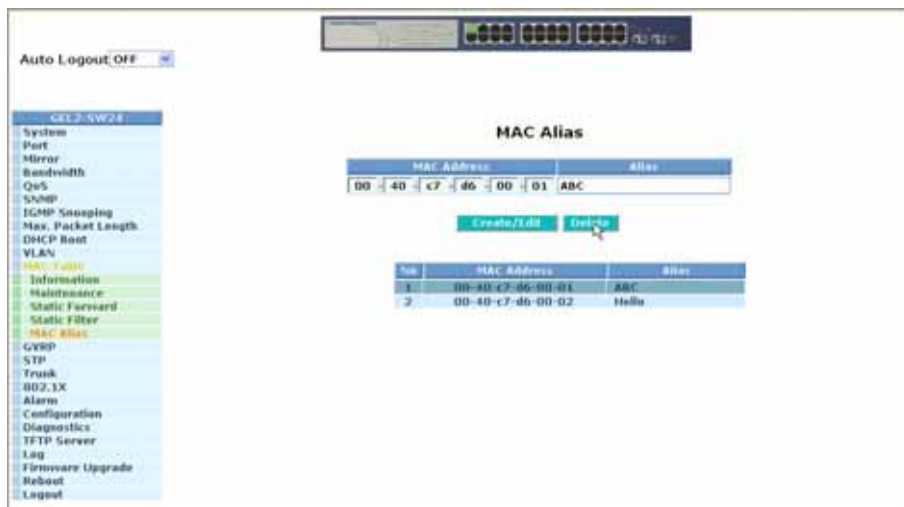 Auto Logout OFF
GEL2-SW24
System
Port
Mirror
Bandwidth
QoS
SNMP
IGMP Snooping
Max. Packet Length
DHCP Boot
VLAN
MAC Table
Information
Maintenance
Static Forward
Static Filter
MAC Alias
GVRP
STP
Trunk
802.1X
Alarm
Configuration
Diagnostics
TFTP Server
Log
Firmware Upgrade
Reboot
Logout
MAC Alias
MAC Address Alias
00 - 40 - c7 - d6 - 00 - 01 ABC
Create/Edit Delete
No MAC Address Alias
1 00-40-c7-d6-00-01 ABC
2 00-40-c7-d6-00-02 Hello